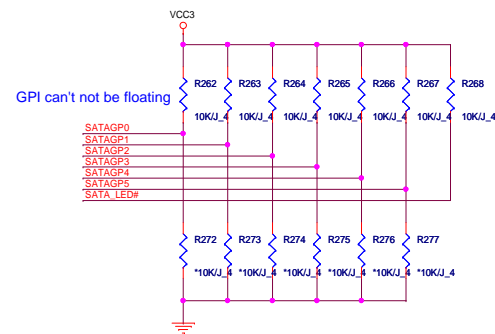 VCC3
R262 R263 R264 R265 R266 R267 R268
GPI can't not be floating
10K/J_4 10K/J_4 10K/J_4 10K/J_4 10K/J_4 10K/J_4 10K/J_4
SATAGP0
SATAGP1
SATAGP2
SATAGP3
SATAGP4
SATAGP5
SATA_LED#
R272 R273 R274 R275 R276 R277
*10K/J_4 *10K/J_4 *10K/J_4 *10K/J_4 *10K/J_4 *10K/J_4